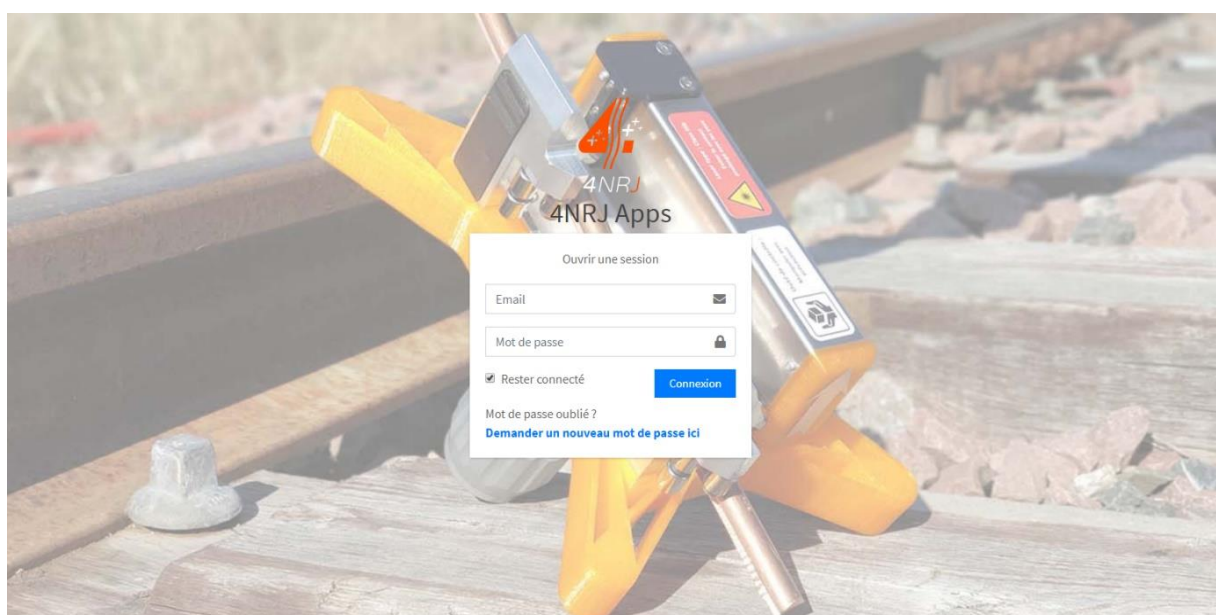 4NRJ
4NRJ Apps
Ouvrir une session
Email
Mot de passe
Rester connecté
Connexion
Mot de passe oublié ?
Demander un nouveau mot de passe ici